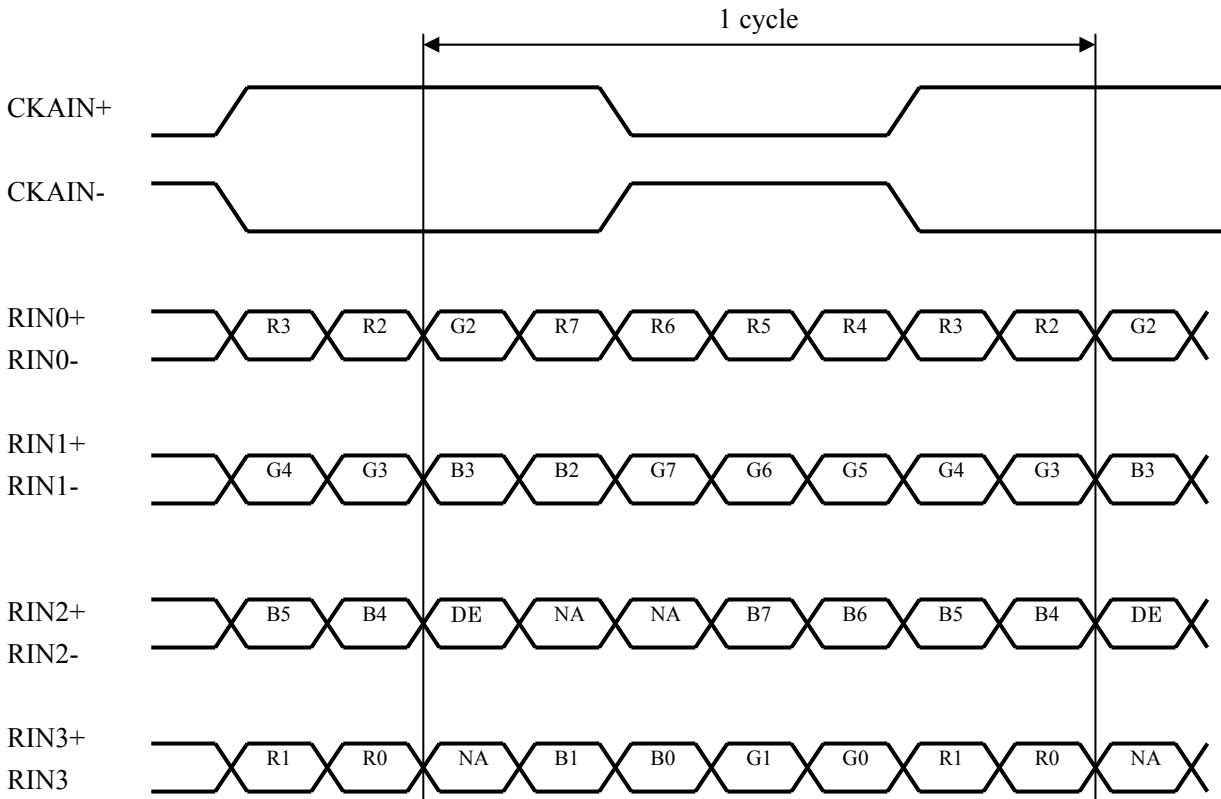 1 cycle
CKAIN+
CKAIN-
RIN0+
R3 R2 G2 R7 R6 R5 R4 R3 R2 G2
RIN0-
RIN1+
G4 G3 B3 B2 G7 G6 G5 G4 G3 B3
RIN1-
RIN2+
B5 B4 DE NA NA B7 B6 B5 B4 DE
RIN2-
RIN3+
R1 R0 NA B1 B0 G1 G0 R1 R0 NA
RIN3